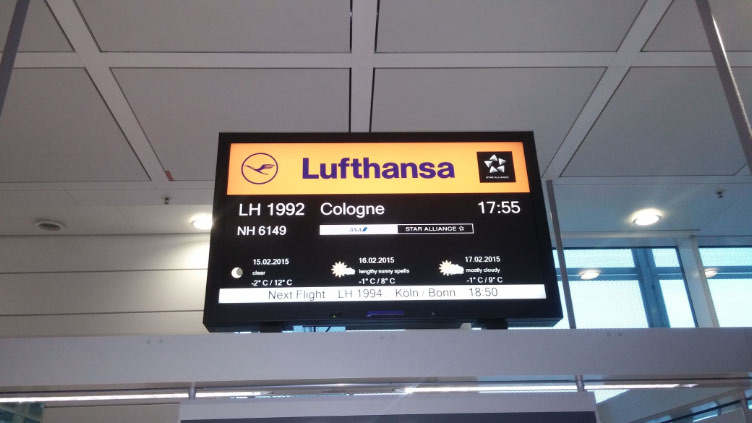 Lufthansa
STAR ALLIANCE
LH 1992 Cologne 17:55
NH 6149 ANA STAR ALLIANCE
15.02.2015 16.02.2015 17.02.2015
clear lengthy sunny spells mostly cloudy
-2° C / 12° C -1° C / 8° C -1° C / 9° C
Next Flight LH 1994 Köln / Bonn 18:50